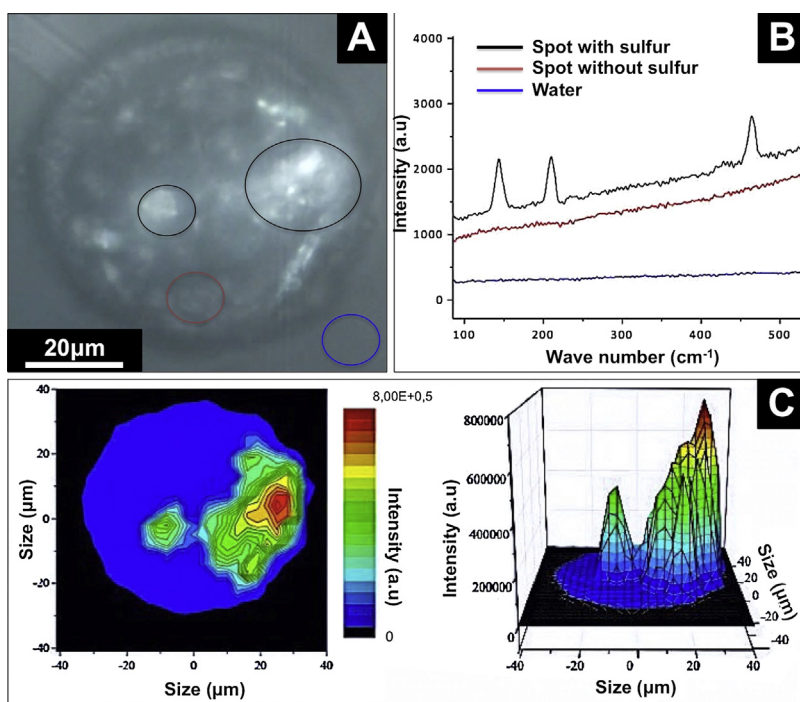 A
20µm
B
Spot with sulfur
Spot without sulfur
Water
4000
3000
2000
1000
0
Intensity (a.u)
100
200
300
400
500
Wave number (cm-1)
C
40
20
0
-20
-40
Size (µm)
-40
-20
0
20
40
Size (µm)
8,00E+0,5
Intensity (a.u)
0
800000
600000
400000
200000
0
Intensity (a.u)
-40
-20
0
20
40
Size (µm)
40
20
0
-20
-40
Size (µm)